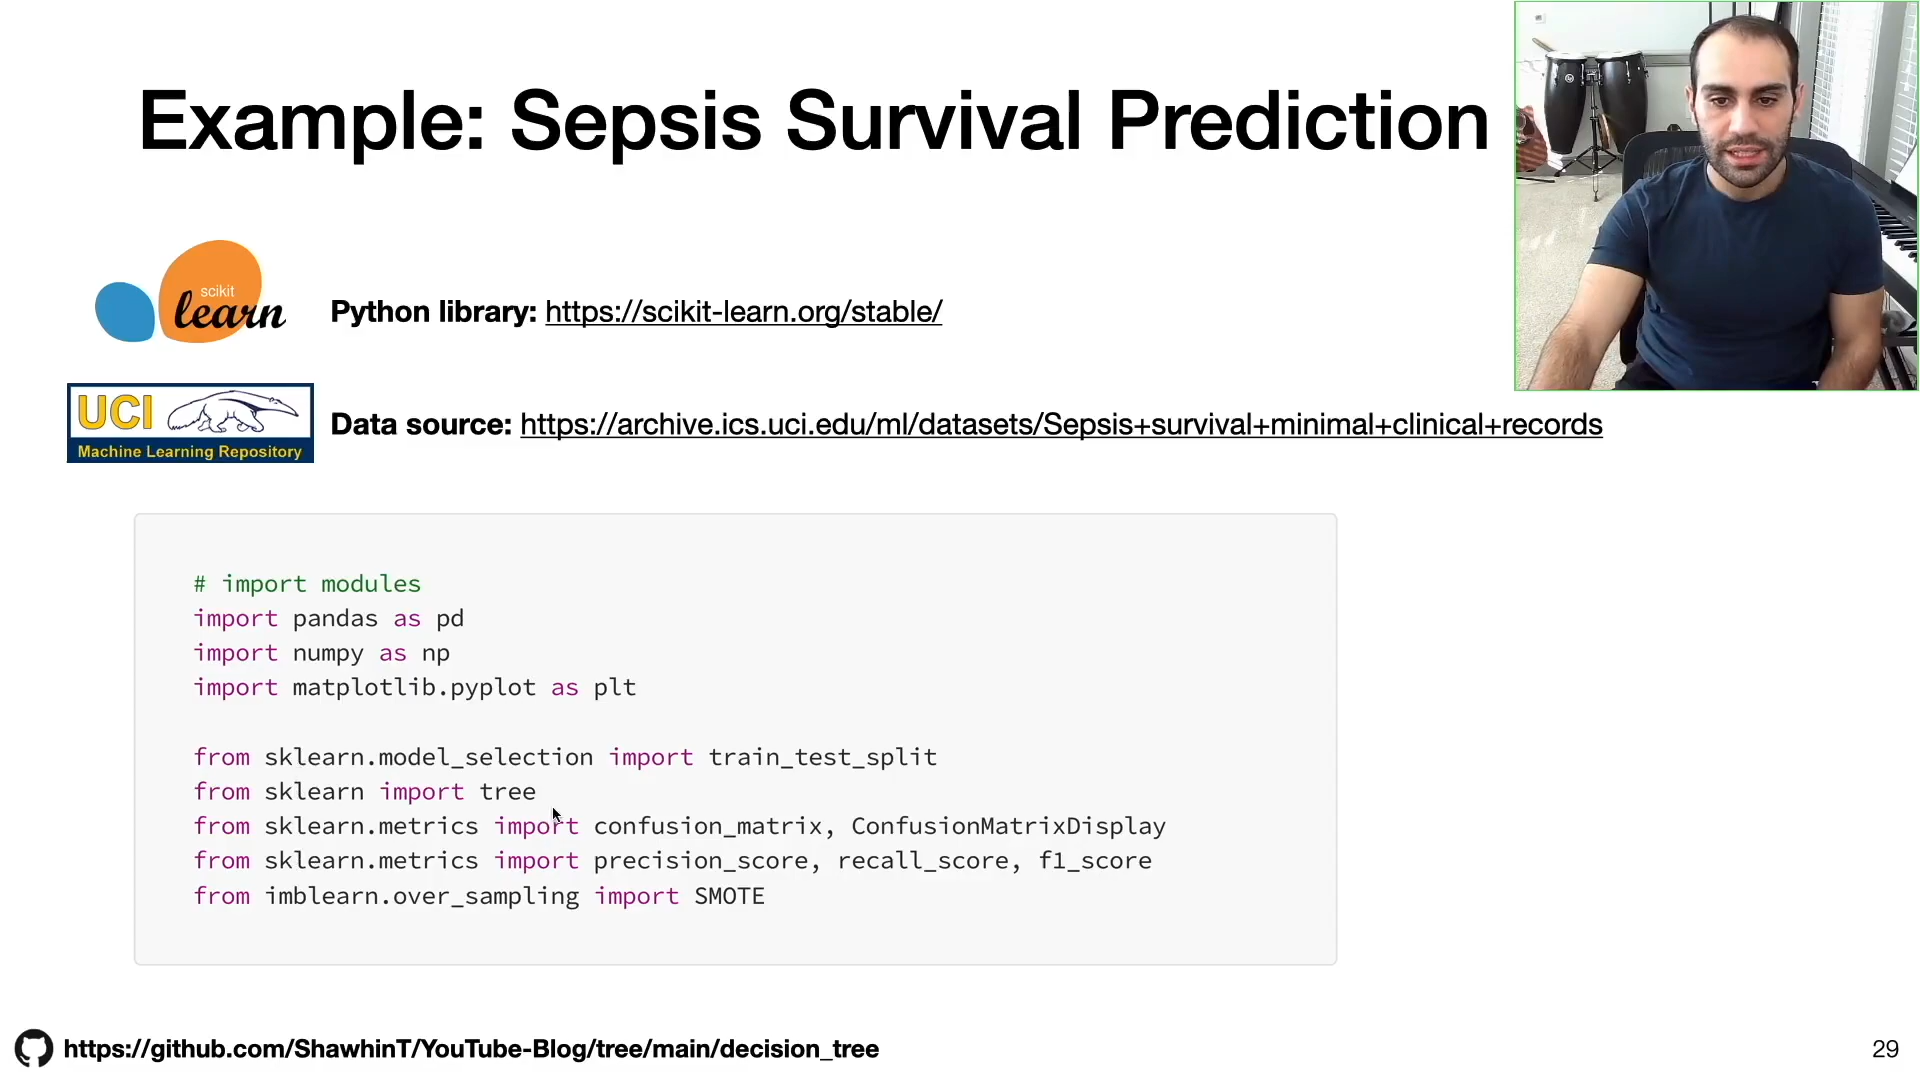 Example: Sepsis Survival Prediction
scikit
learn
Python library: https://scikit-learn.org/stable/
UCI
Machine Learning Repository
Data source: https://archive.ics.uci.edu/ml/datasets/Sepsis+survival+minimal+clinical+records
# import modules
import pandas as pd
import numpy as np
import matplotlib.pyplot as plt
from sklearn.model_selection import train_test_split
from sklearn import tree
from sklearn.metrics import confusion_matrix, ConfusionMatrixDisplay
from sklearn.metrics import precision_score, recall_score, f1_score
from imblearn.over_sampling import SMOTE
https://github.com/ShawhinT/YouTube-Blog/tree/main/decision_tree
29